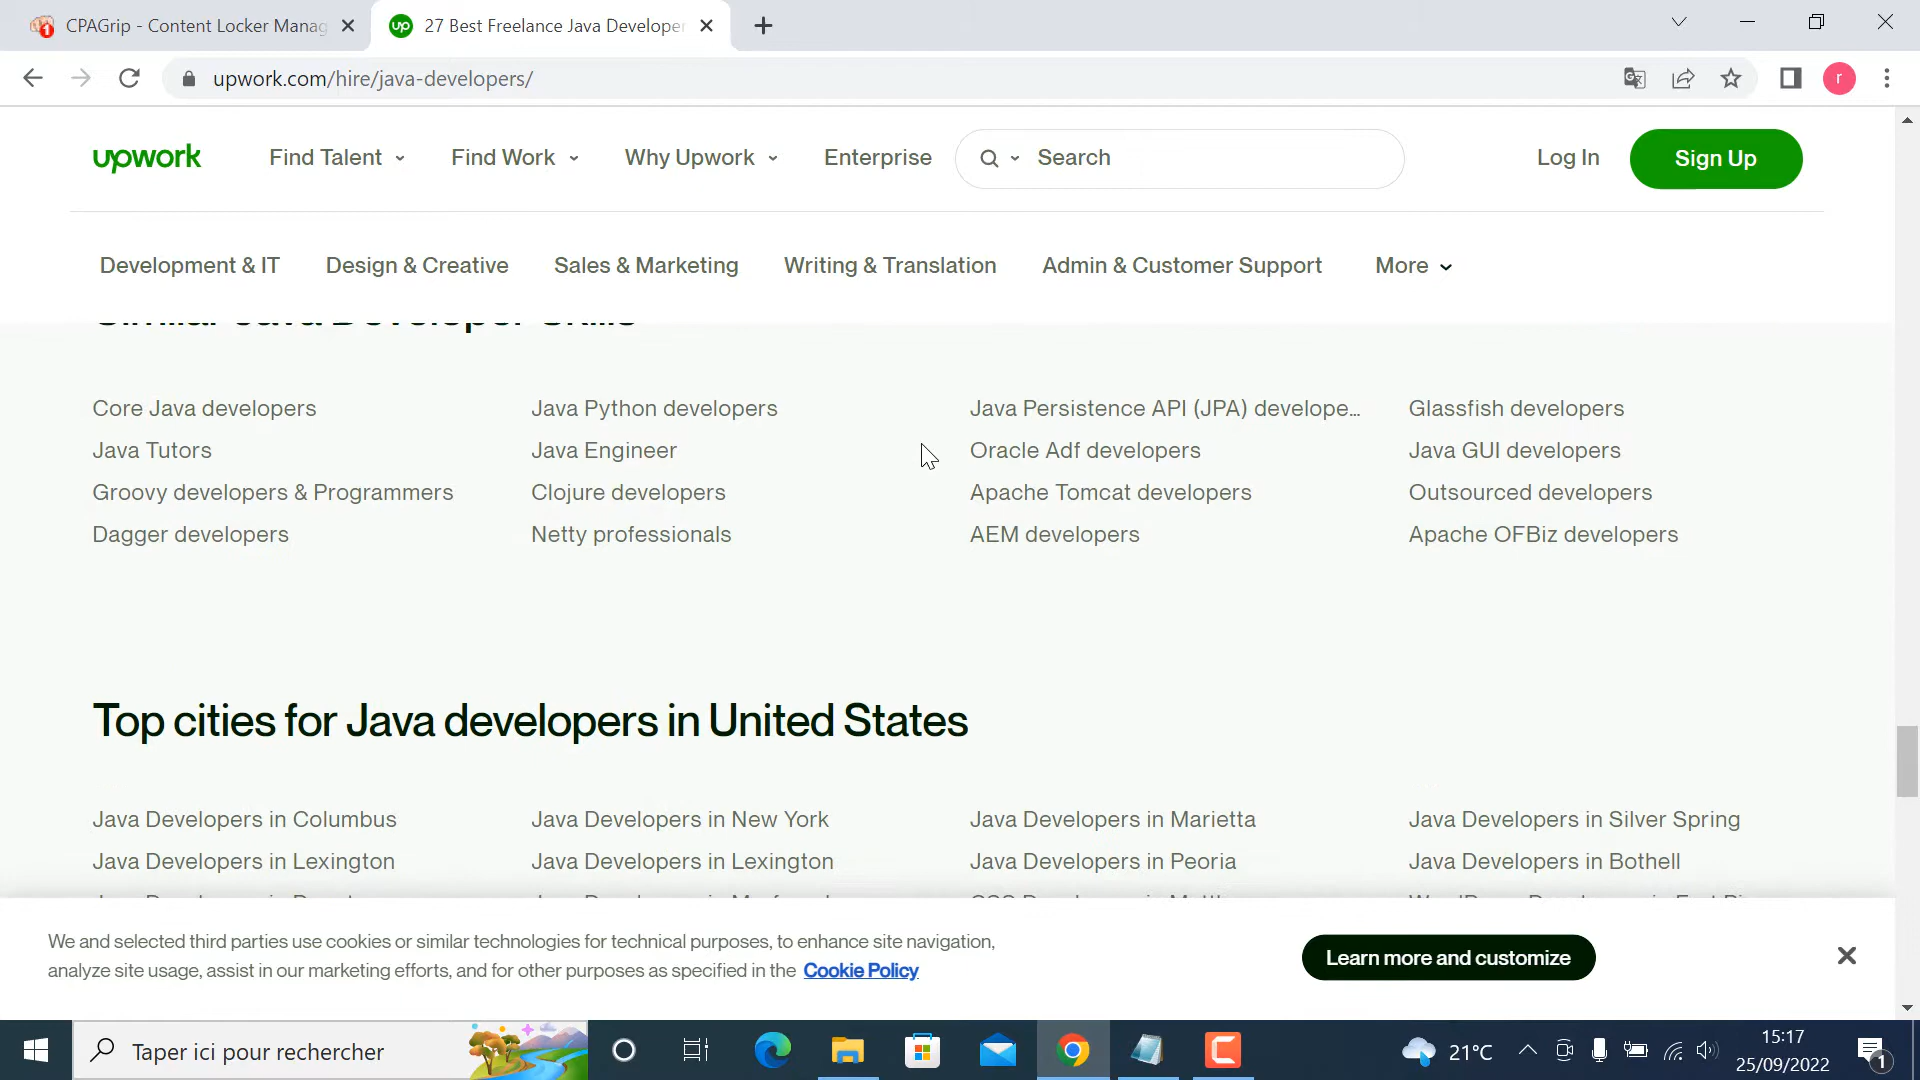 CPAGrip - Content Locker Manag
27 Best Freelance Java Developer
upwork.com/hire/java-developers/
r
upwork
Find Talent
Find Work
Why Upwork
Enterprise
Search
Log In
Sign Up
Development & IT
Design & Creative
Sales & Marketing
Writing & Translation
Admin & Customer Support
More
Similar Java Developer Skills
Core Java developers
Java Python developers
Java Persistence API (JPA) develope...
Glassfish developers
Java Tutors
Java Engineer
Oracle Adf developers
Java GUI developers
Groovy developers & Programmers
Clojure developers
Apache Tomcat developers
Outsourced developers
Dagger developers
Netty professionals
AEM developers
Apache OFBiz developers
Top cities for Java developers in United States
Java Developers in Columbus
Java Developers in New York
Java Developers in Marietta
Java Developers in Silver Spring
Java Developers in Lexington
Java Developers in Lexington
Java Developers in Peoria
Java Developers in Bothell
We and selected third parties use cookies or similar technologies for technical purposes, to enhance site navigation,
analyze site usage, assist in our marketing efforts, and for other purposes as specified in the Cookie Policy
Learn more and customize
Taper ici pour rechercher
21°C
15:17
25/09/2022
1